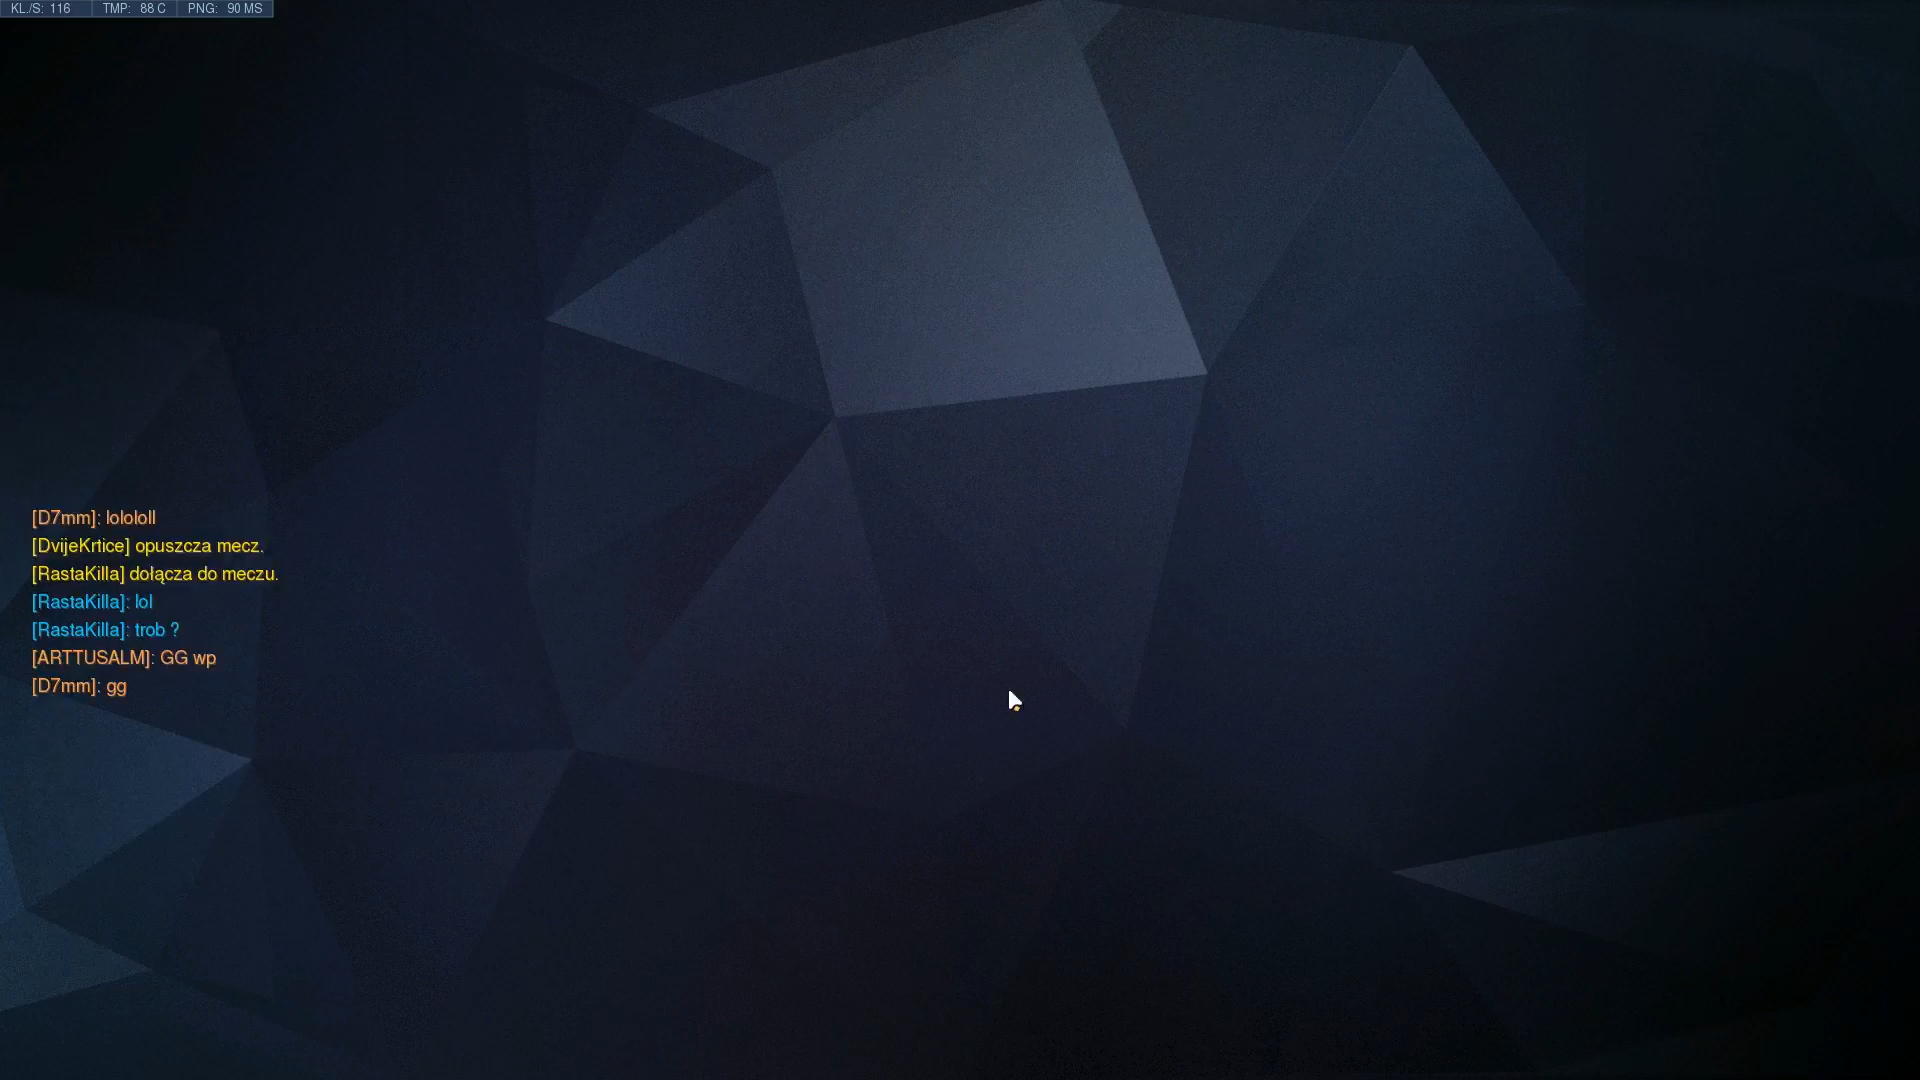 KL./S: 116 TMP: 88 C PNG: 90 MS
[D7mm]: lolololl
[DvijeKrtice] opuszcza mecz.
[RastaKilla] dołącza do meczu.
[RastaKilla]: lol
[RastaKilla]: trob ?
[ARTTUSALM]: GG wp
[D7mm]: gg